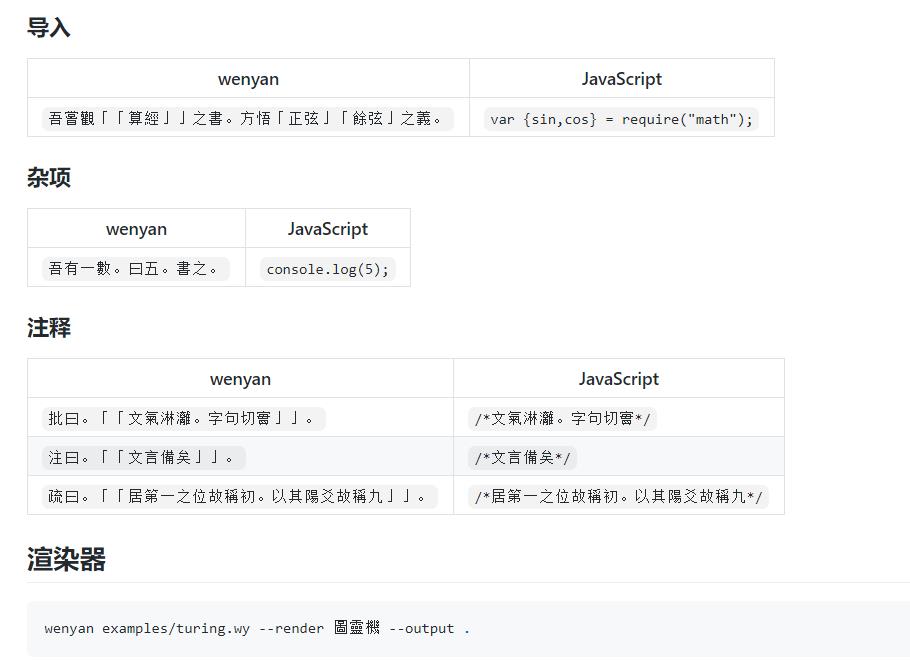 导入
wenyan JavaScript
吾嘗觀「「算經」」之書。方悟「正弦」「餘弦」之義。 var {sin,cos} = require("math");
杂项
wenyan JavaScript
吾有一數。曰五。書之。 console.log(5);
注释
wenyan JavaScript
批曰。「「文氣淋灕。字句切實」」。 /*文氣淋灕。字句切實*/
注曰。「「文言備矣」」。 /*文言備矣*/
疏曰。「「居第一之位故稱初。以其陽爻故稱九」」。 /*居第一之位故稱初。以其陽爻故稱九*/
渲染器
wenyan examples/turing.wy --render 圖靈機 --output .